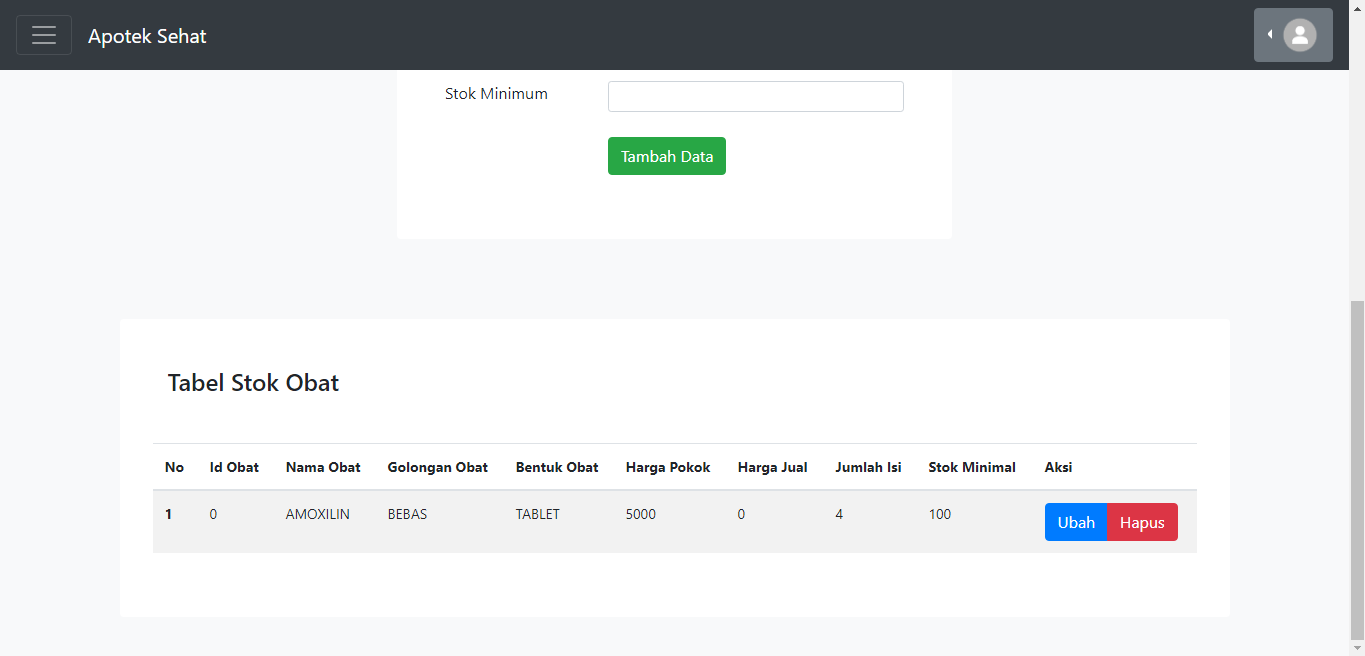 Apotek Sehat
Stok Minimum
Tambah Data
Tabel Stok Obat
No Id Obat Nama Obat Golongan Obat Bentuk Obat Harga Pokok Harga Jual Jumlah Isi Stok Minimal Aksi
1 0 AMOXILIN BEBAS TABLET 5000 0 4 100 Ubah Hapus